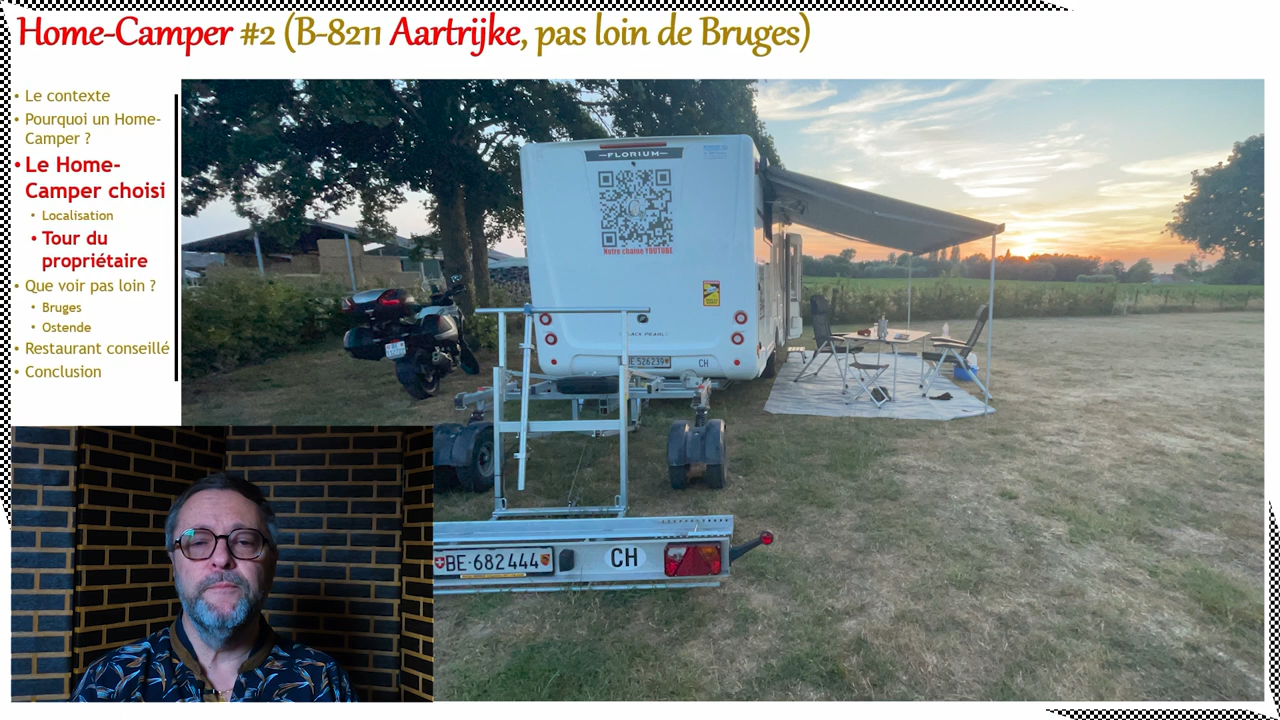 Home-Camper #2 (B-8211 Aartrijke, pas loin de Bruges)
• Le contexte
• Pourquoi un Home-
Camper ?
• Le Home-
Camper choisi
• Localisation
• Tour du
propriétaire
• Que voir pas loin ?
• Bruges
• Ostende
• Restaurant conseillé
• Conclusion
FLORIUM
Notre chaîne YOUTUBE
BE 526239
CH
BE·682444
CH